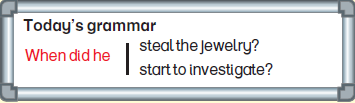 Today's grammar
steal the jewelry?
When did he
start to investigate?